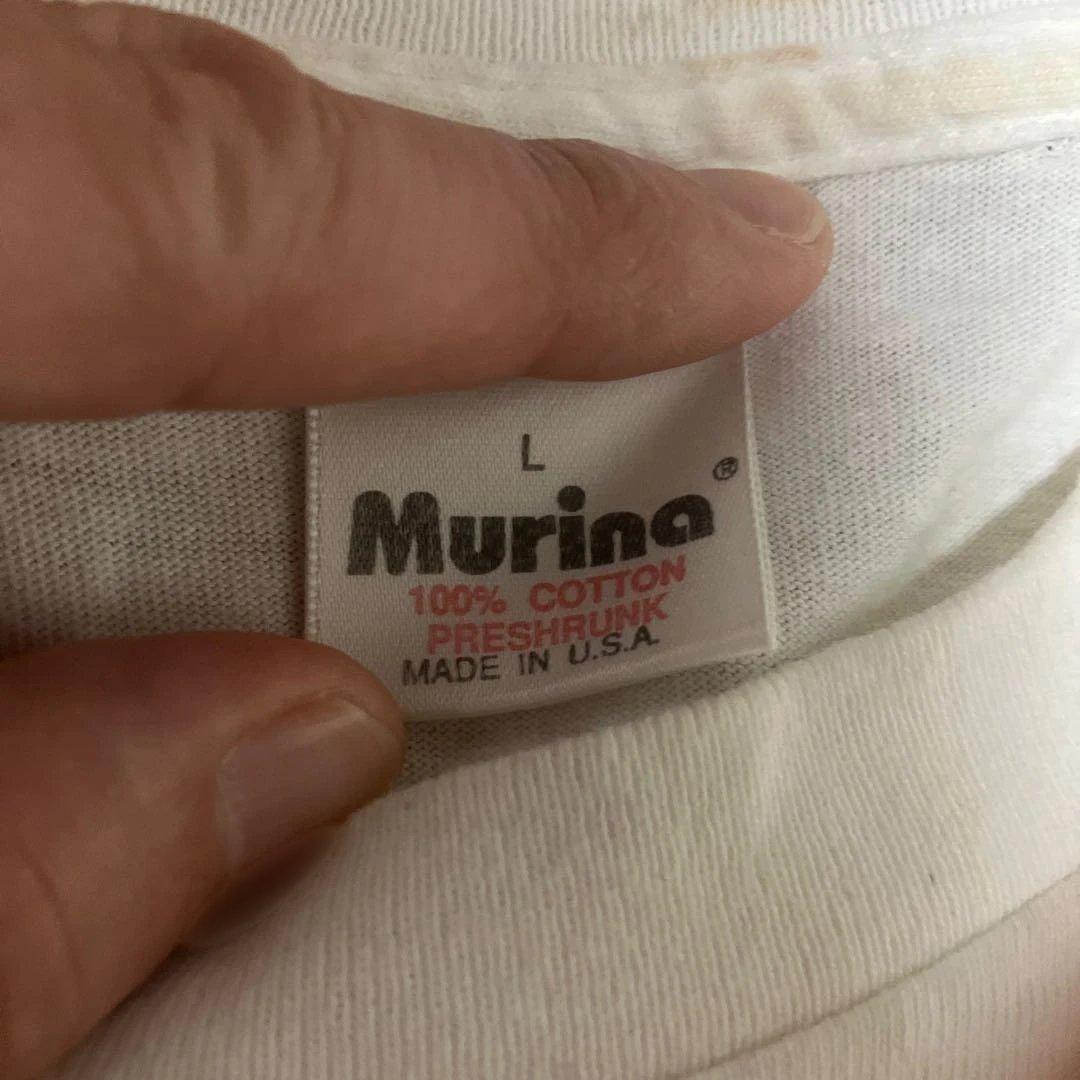 L
Murina®
100% COTTON
PRESHRUNK
MADE IN U.S.A.